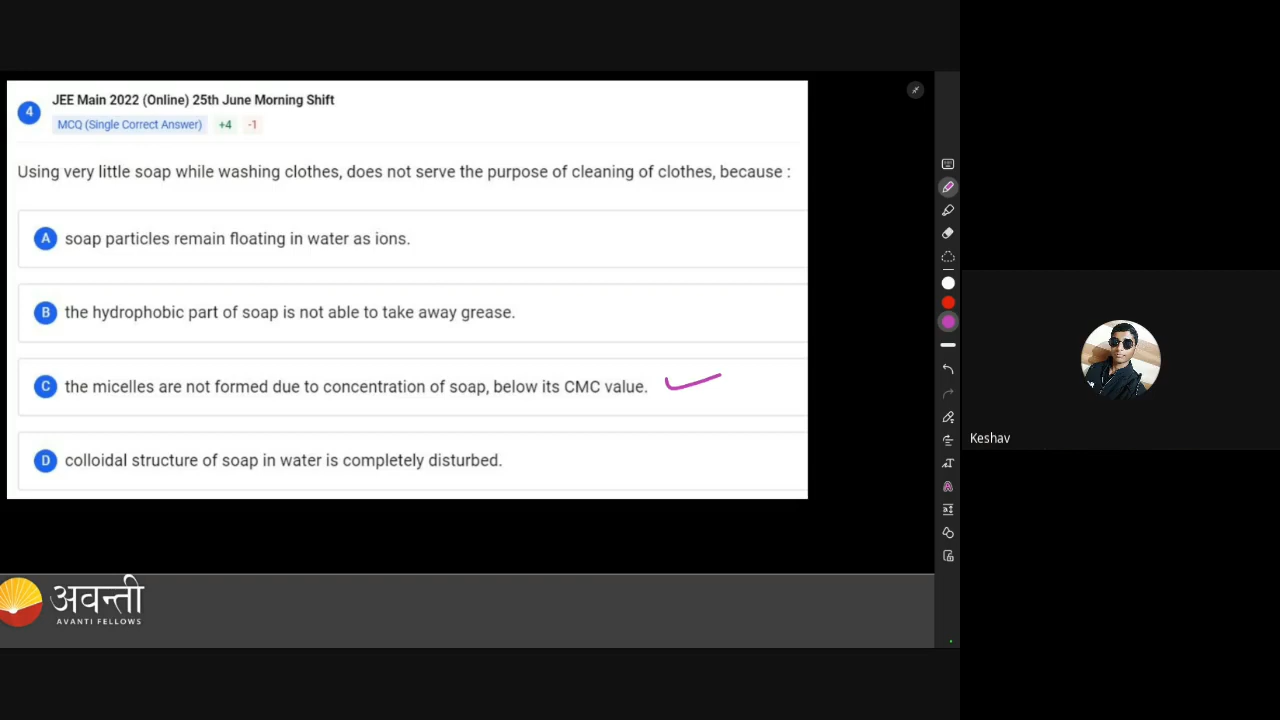 4
JEE Main 2022 (Online) 25th June Morning Shift
MCQ (Single Correct Answer) +4 -1
Using very little soap while washing clothes, does not serve the purpose of cleaning of clothes, because :
A soap particles remain floating in water as ions.
B the hydrophobic part of soap is not able to take away grease.
C the micelles are not formed due to concentration of soap, below its CMC value.
D colloidal structure of soap in water is completely disturbed.
Keshav
अवन्ती
AVANTI FELLOWS